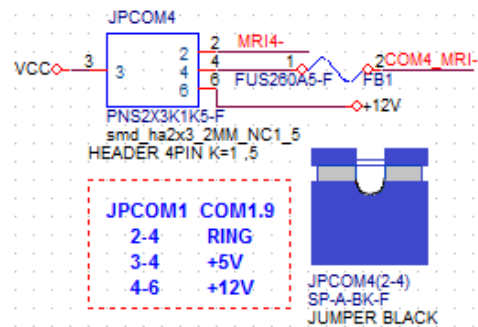 JPCOM4
VCC 3 3 2 2 MRI4-
4 4 1 2 COM4_MRI-
6 6 FUS260A5-F FB1
+12V
PNS2X3K1K5-F
smd_ha2x3_2MM_NC1_5
HEADER 4PIN K=1 ,5
JPCOM1 COM1.9
2-4 RING
3-4 +5V
4-6 +12V
JPCOM4(2-4)
SP-A-BK-F
JUMPER BLACK